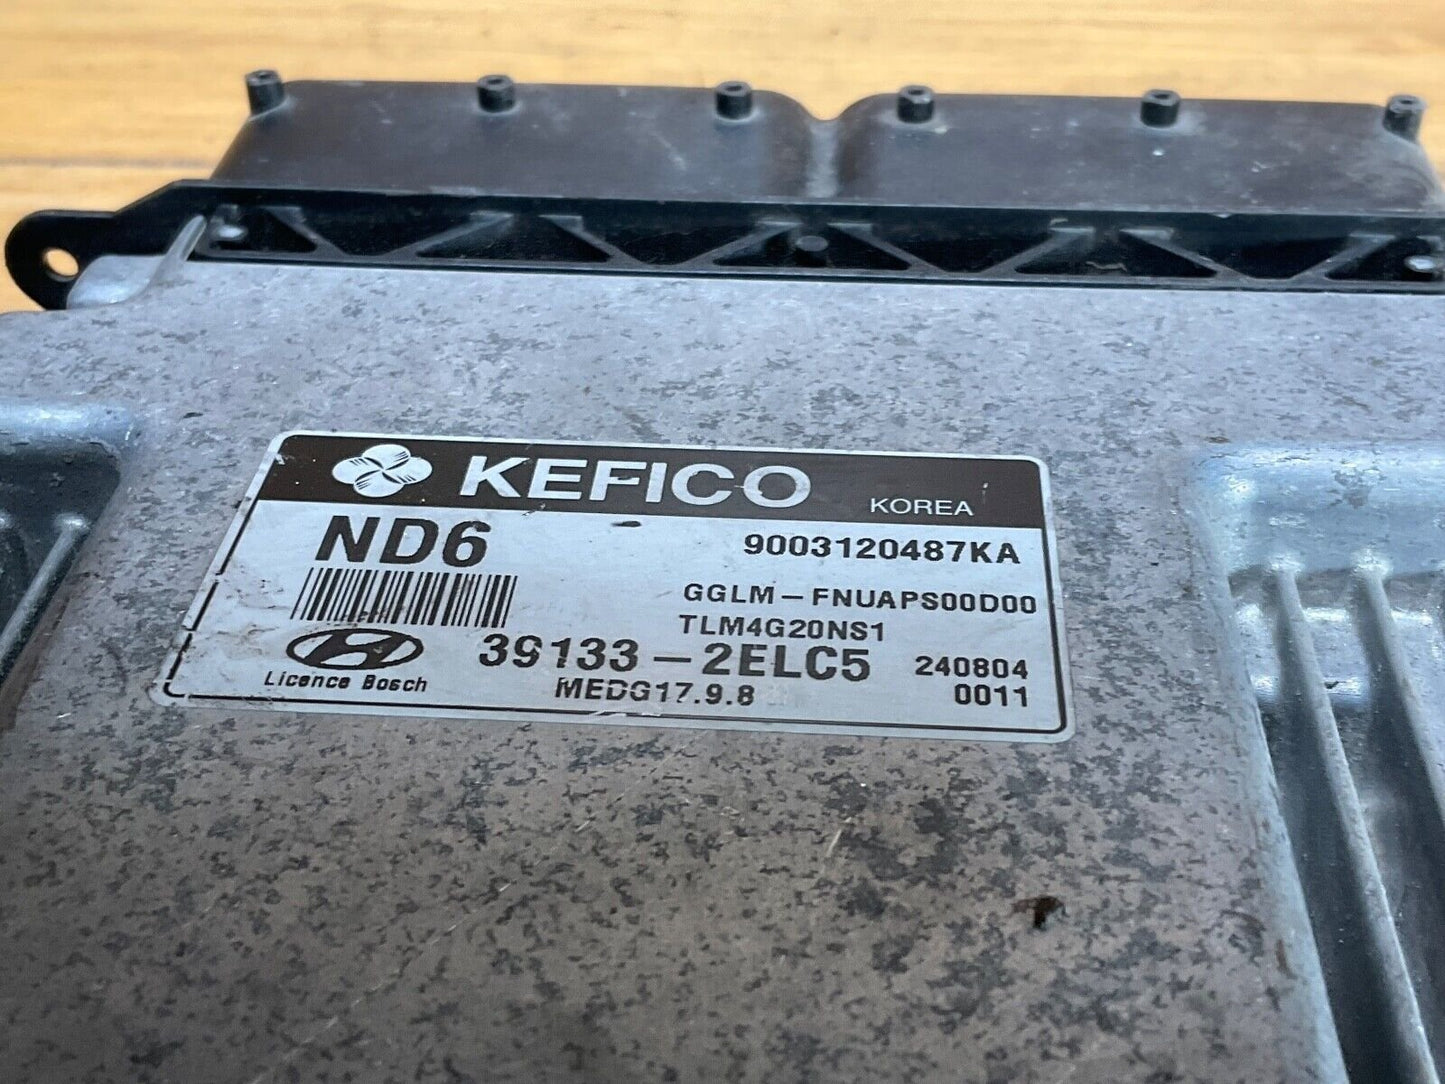 KEFICO KOREA
ND6 9003120487KA
GGLM-FNUAPS00D00
TLM4G20NS1
39133-2ELC5 240804
Licence Bosch MEDG17.9.8 0011